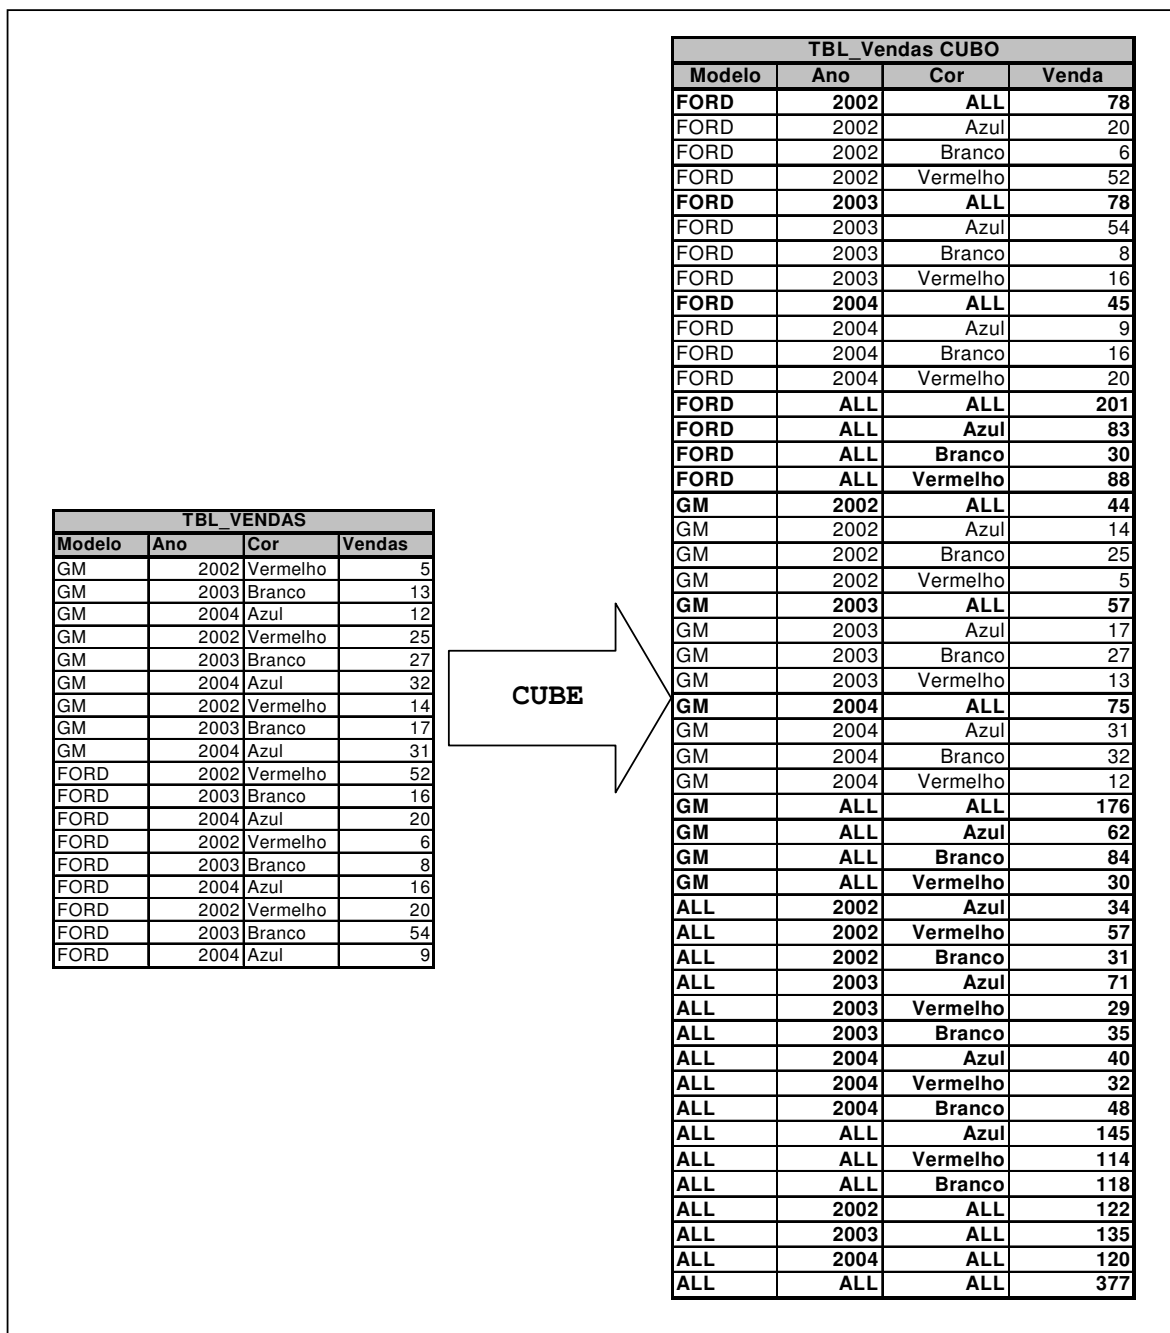 TBL_VENDAS
Modelo Ano Cor Vendas
GM 2002 Vermelho 5
GM 2003 Branco 13
GM 2004 Azul 12
GM 2002 Vermelho 25
GM 2003 Branco 27
GM 2004 Azul 32
GM 2002 Vermelho 14
GM 2003 Branco 17
GM 2004 Azul 31
FORD 2002 Vermelho 52
FORD 2003 Branco 16
FORD 2004 Azul 20
FORD 2002 Vermelho 6
FORD 2003 Branco 8
FORD 2004 Azul 16
FORD 2002 Vermelho 20
FORD 2003 Branco 54
FORD 2004 Azul 9
CUBE
TBL_Vendas CUBO
Modelo Ano Cor Venda
FORD 2002 ALL 78
FORD 2002 Azul 20
FORD 2002 Branco 6
FORD 2002 Vermelho 52
FORD 2003 ALL 78
FORD 2003 Azul 54
FORD 2003 Branco 8
FORD 2003 Vermelho 16
FORD 2004 ALL 45
FORD 2004 Azul 9
FORD 2004 Branco 16
FORD 2004 Vermelho 20
FORD ALL ALL 201
FORD ALL Azul 83
FORD ALL Branco 30
FORD ALL Vermelho 88
GM 2002 ALL 44
GM 2002 Azul 14
GM 2002 Branco 25
GM 2002 Vermelho 5
GM 2003 ALL 57
GM 2003 Azul 17
GM 2003 Branco 27
GM 2003 Vermelho 13
GM 2004 ALL 75
GM 2004 Azul 31
GM 2004 Branco 32
GM 2004 Vermelho 12
GM ALL ALL 176
GM ALL Azul 62
GM ALL Branco 84
GM ALL Vermelho 30
ALL 2002 Azul 34
ALL 2002 Vermelho 57
ALL 2002 Branco 31
ALL 2003 Azul 71
ALL 2003 Vermelho 29
ALL 2003 Branco 35
ALL 2004 Azul 40
ALL 2004 Vermelho 32
ALL 2004 Branco 48
ALL ALL Azul 145
ALL ALL Vermelho 114
ALL ALL Branco 118
ALL 2002 ALL 122
ALL 2003 ALL 135
ALL 2004 ALL 120
ALL ALL ALL 377